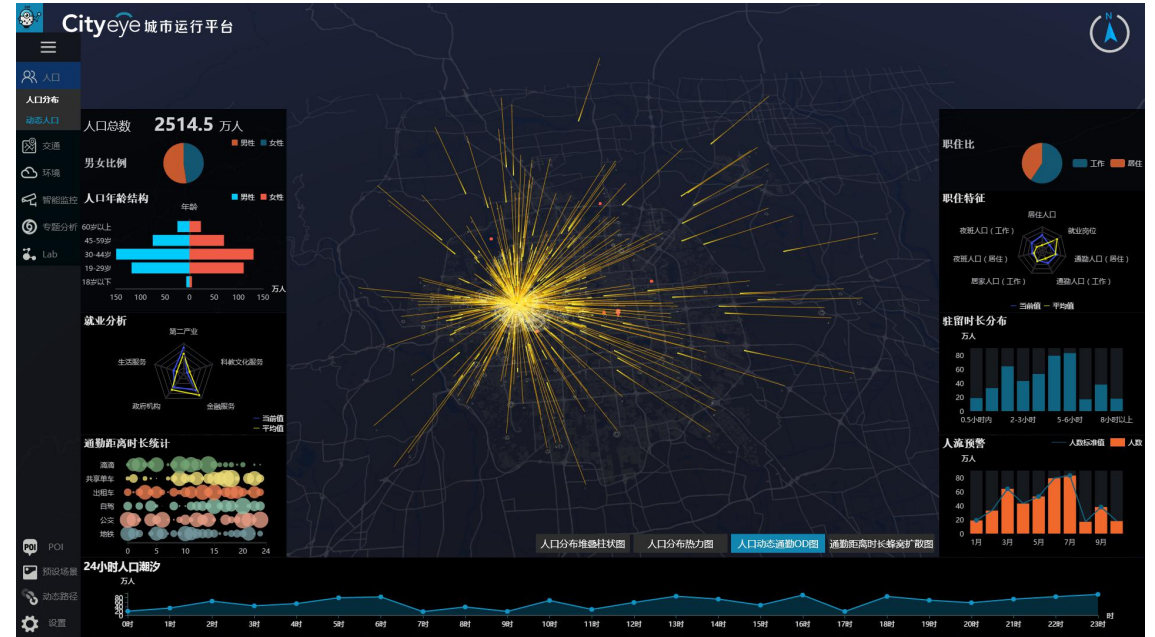 Cityeye 城市运行平台
N
人口
人口分布
动态人口
交通
环境
智能监控
专题分析
Lab
POI POI
预设场景
动态路径
设置
人口总数 2514.5 万人
男性 女性
男女比例
人口年龄结构 男性 女性
年龄
60岁以上
45-59岁
30-44岁
19-29岁
18岁以下
万人
150 100 50 0 50 100 150
就业分析
第二产业
生活服务 科教文化服务
政府机构 金融服务
当前值
平均值
通勤距离时长统计
滴滴
共享单车
出租车
自驾
公交
地铁
0 5 10 15 20 24
职住比
工作 居住
职住特征
居住人口
夜班人口（工作） 就业岗位
夜班人口（居住） 通勤人口（居住）
居家人口（工作） 通勤人口（工作）
当前值 平均值
驻留时长分布
万人
80
60
40
20
0
0.5小时内 2-3小时 5-6小时 8小时以上
人流预警 人数标准值 人数
万人
80
60
40
20
0
1月 3月 5月 7月 9月
人口分布堆叠柱状图 人口分布热力图 人口动态通勤OD图 通勤距离时长蜂窝扩散图
24小时人口潮汐
万人
80
60
40
20
0
0时 1时 2时 3时 4时 5时 6时 7时 8时 9时 10时 11时 12时 13时 14时 15时 16时 17时 18时 19时 20时 21时 22时 23时
时